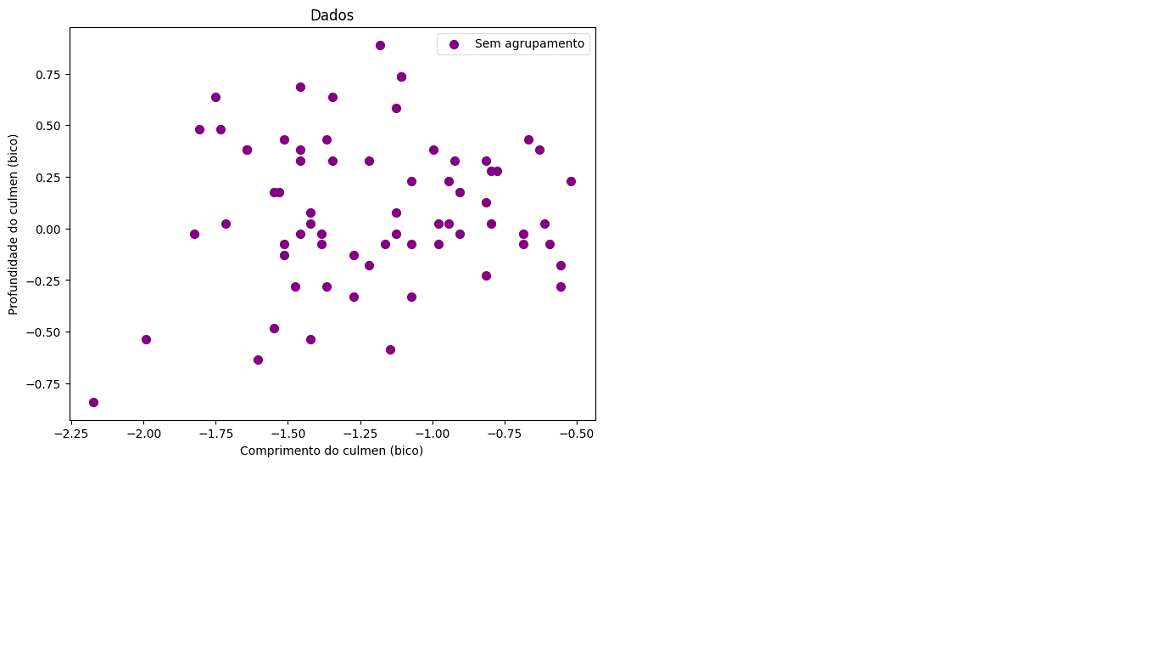 Dados
Sem agrupamento
0.75
0.50
0.25
0.00
−0.25
−0.50
−0.75
Profundidade do culmen (bico)
−2.25 −2.00 −1.75 −1.50 −1.25 −1.00 −0.75 −0.50
Comprimento do culmen (bico)